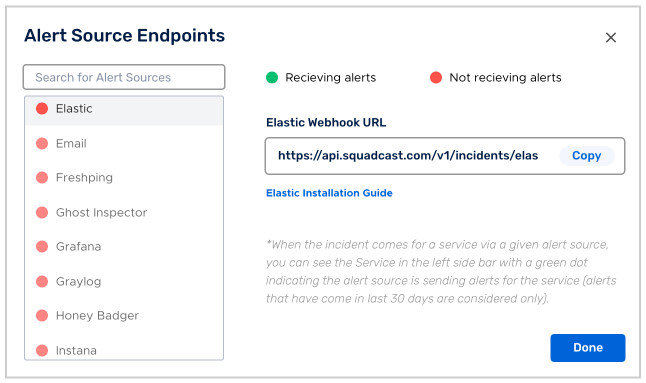 Alert Source Endpoints
Search for Alert Sources
Elastic
Email
Freshping
Ghost Inspector
Grafana
Graylog
Honey Badger
Instana
Recieving alerts
Not recieving alerts
Elastic Webhook URL
https://api.squadcast.com/v1/incidents/elas
Copy
Elastic Installation Guide
*When the incident comes for a service via a given alert source,
you can see the Service in the left side bar with a green dot
indicating the alert source is sending alerts for the service (alerts
that have come in last 30 days are considered only).
Done